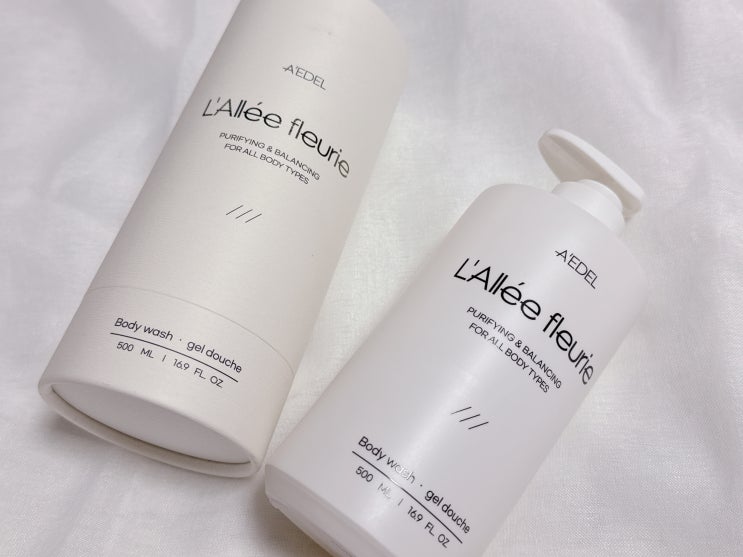 A'EDEL
L'Allée fleurie
PURIFYING & BALANCING
FOR ALL BODY TYPES
///
Body wash · gel douche
500 ML | 16.9 FL. OZ.
A'EDEL
L'Allée fleurie
PURIFYING & BALANCING
FOR ALL BODY TYPES
///
Body wash · gel douche
500 ML | 16.9 FL. OZ.